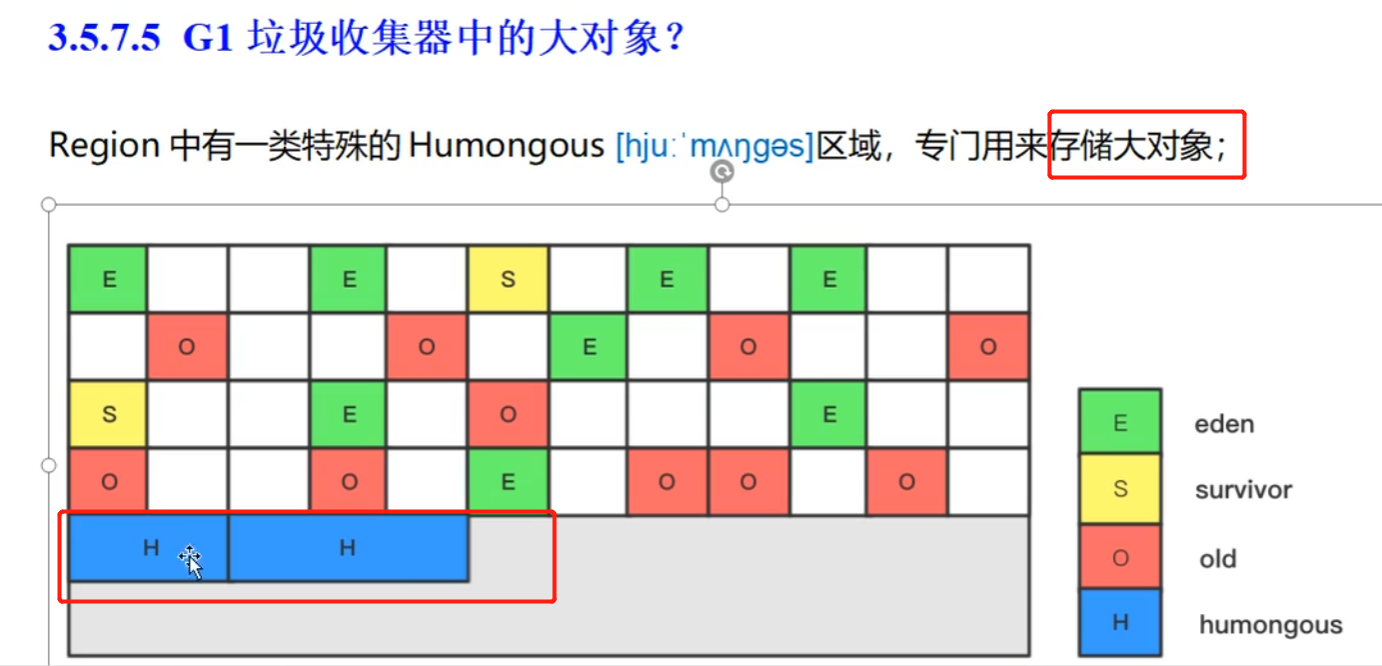 3.5.7.5 G1 垃圾收集器中的大对象？
Region 中有一类特殊的 Humongous [hjuːˈmʌŋɡəs]区域，专门用来存储大对象；
E E S E E
O O E O O
S E O E
O O E O O O
H H
E eden
S survivor
O old
H humongous